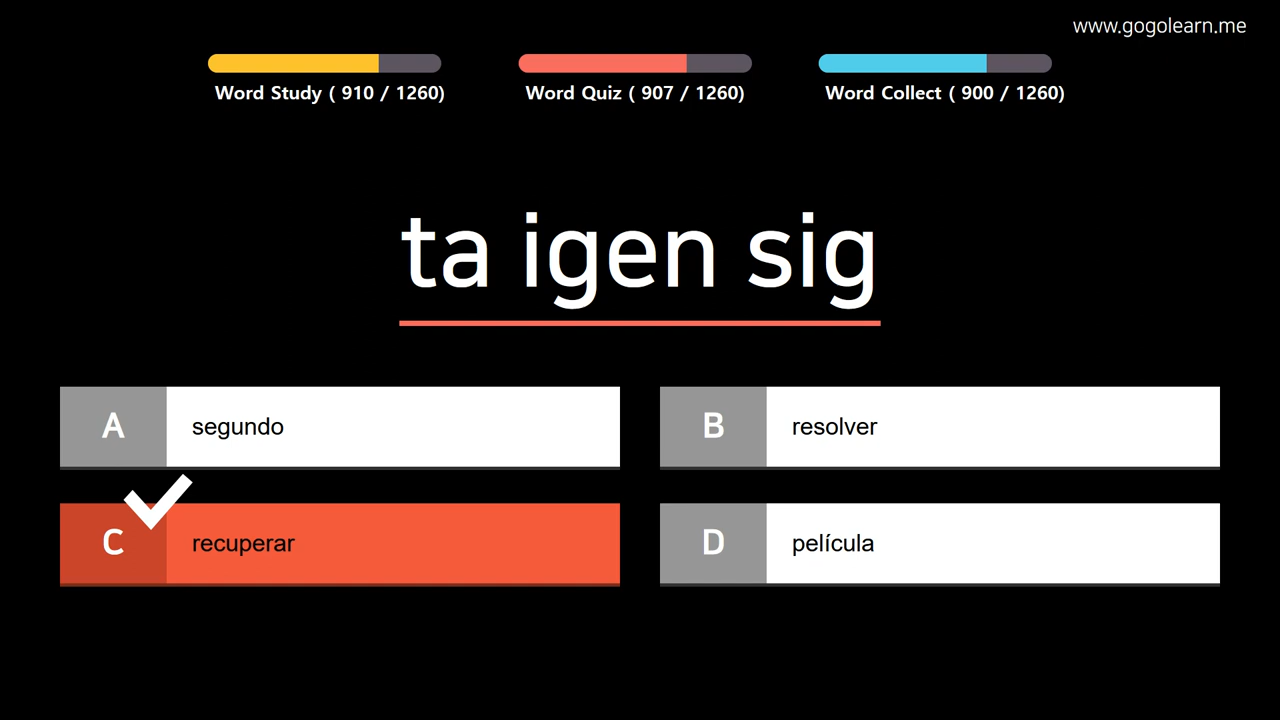 www.gogolearn.me
Word Study ( 910 / 1260)
Word Quiz ( 907 / 1260)
Word Collect ( 900 / 1260)
ta igen sig
A segundo
B resolver
C recuperar
D película